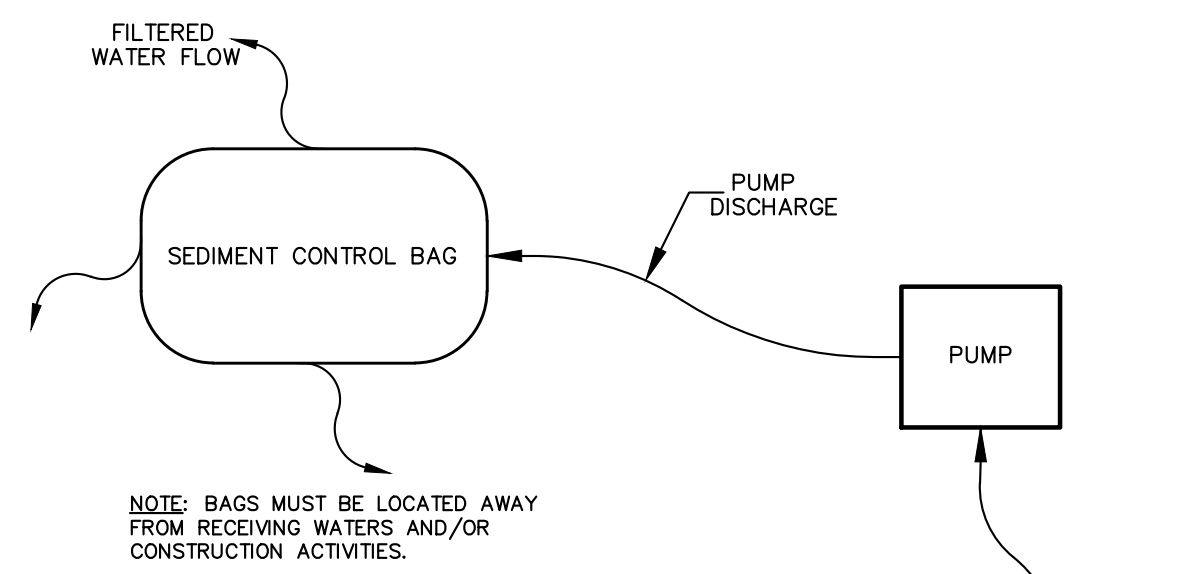 FILTERED
WATER FLOW
PUMP
DISCHARGE
SEDIMENT CONTROL BAG
PUMP
NOTE: BAGS MUST BE LOCATED AWAY
FROM RECEIVING WATERS AND/OR
CONSTRUCTION ACTIVITIES.